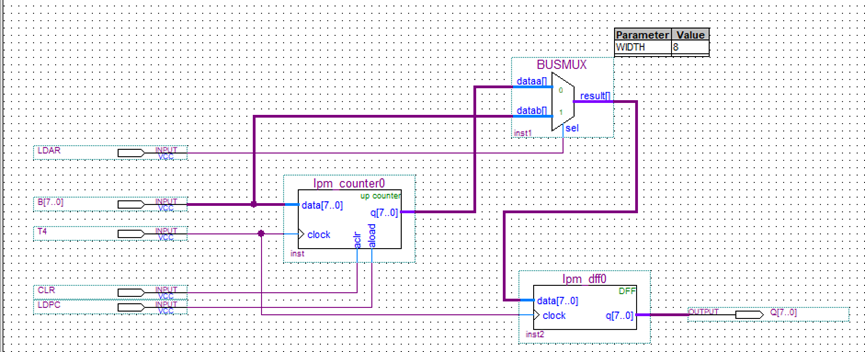 Parameter Value
WIDTH 8
BUSMUX
dataa[]
0
result[]
datab[]
1
sel
inst1
LDAR INPUT
VCC
lpm_counter0
up counter
B[7..0] INPUT
VCC
data[7..0]
q[7..0]
T4 INPUT
VCC
clock
aclr
aload
inst
CLR INPUT
VCC
LDPC INPUT
VCC
lpm_dff0
DFF
data[7..0]
clock q[7..0]
OUTPUT Q[7..0]
inst2